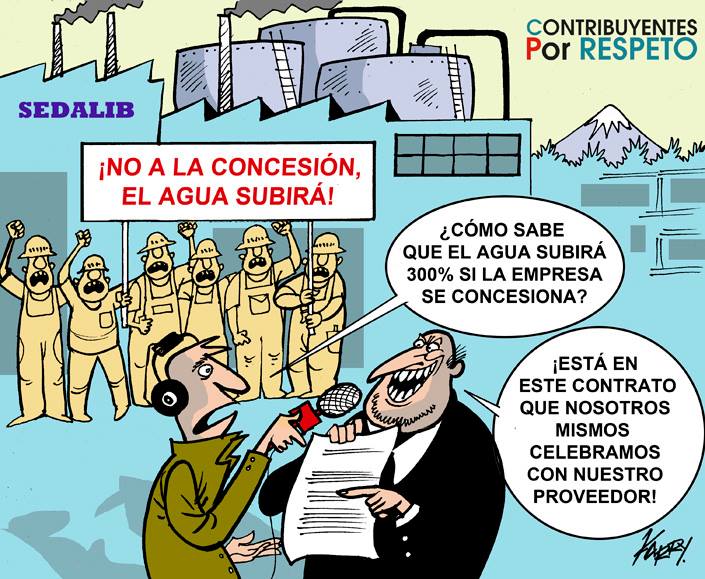 CONTRIBUYENTES
Por RESPETO
SEDALIB
¡NO A LA CONCESIÓN,
EL AGUA SUBIRÁ!
¿CÓMO SABE
QUE EL AGUA SUBIRÁ
300% SI LA EMPRESA
SE CONCESIONA?
¡ESTÁ EN
ESTE CONTRATO
QUE NOSOTROS
MISMOS
CELEBRAMOS
CON NUESTRO
PROVEEDOR!